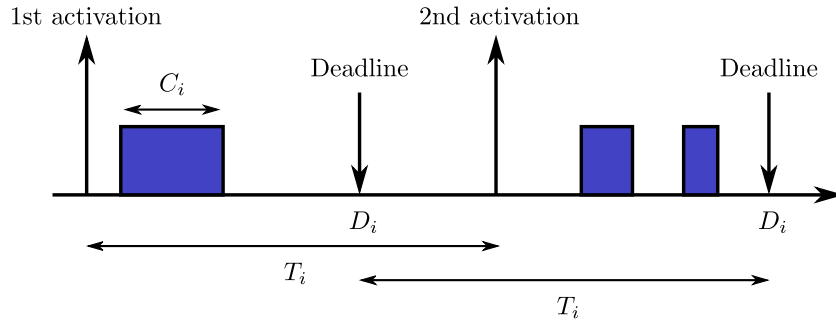 1st activation
2nd activation
Deadline
Deadline
C_i
D_i
D_i
T_i
T_i